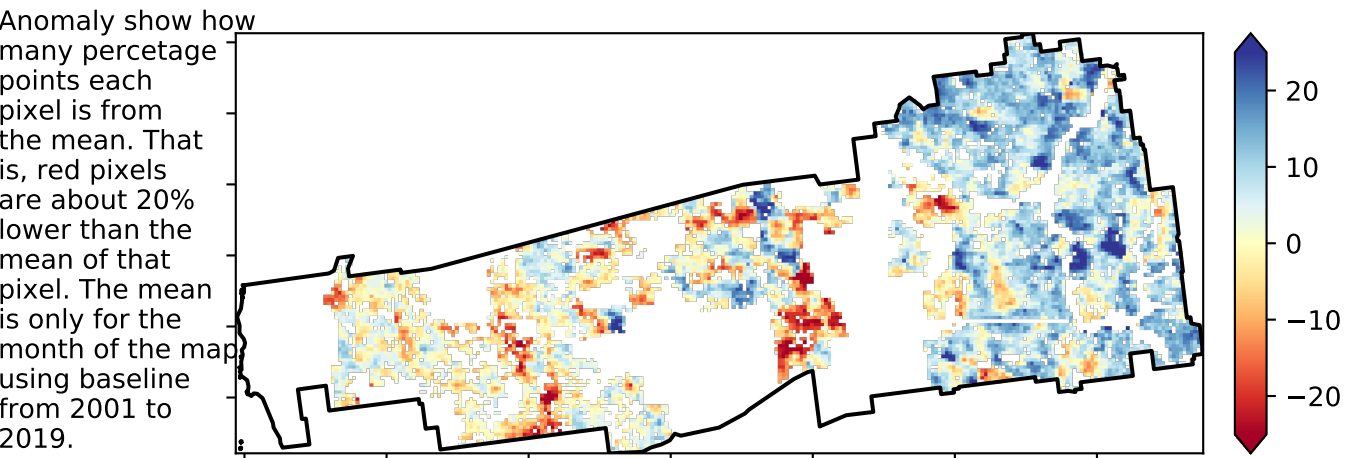 Anomaly show how
many percetage
points each
pixel is from
the mean. That
is, red pixels
are about 20%
lower than the
mean of that
pixel. The mean
is only for the
month of the map
using baseline
from 2001 to
2019.
20
10
0
−10
−20